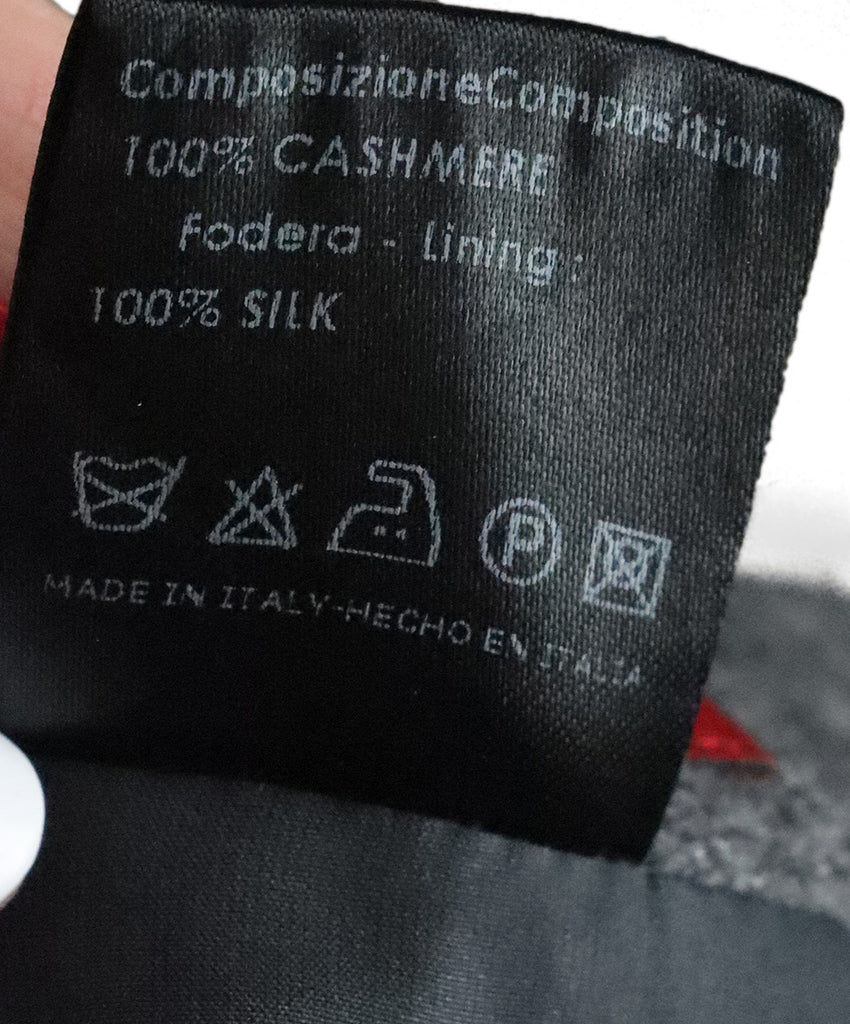 ComposizioneComposition
100% CASHMERE
Fodera - Lining :
100% SILK
P
MADE IN ITALY-HECHO EN ITALIA